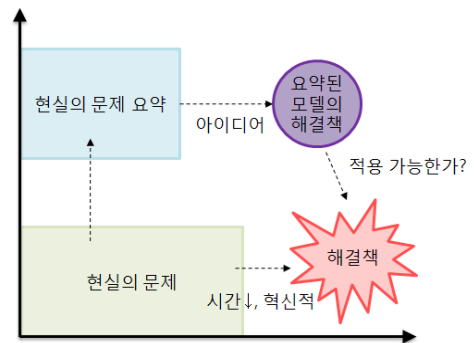 현실의 문제 요약
아이디어
요약된
모델의
해결책
적용 가능한가?
현실의 문제
시간↓, 혁신적
해결책